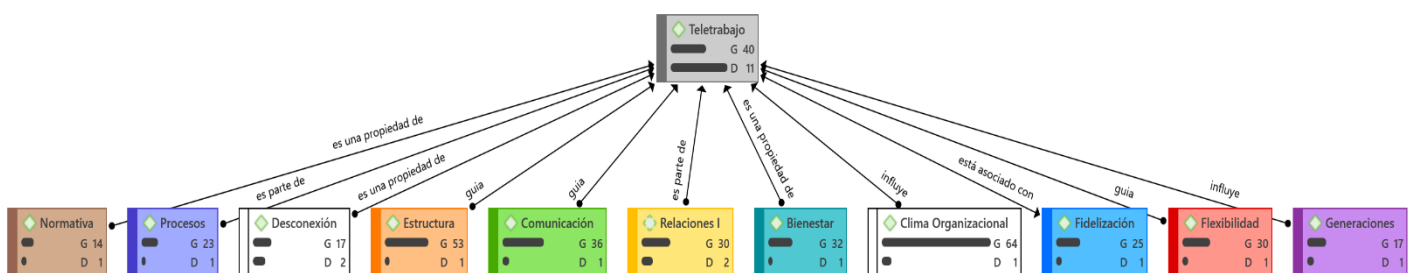 Teletrabajo
G 40
D 11
es una propiedad de
es parte de
es una propiedad de
guia
guia
es parte de
es una propiedad de
influye
está asociado con
guia
influye
Normativa
G 14
D 1
Procesos
G 23
D 1
Desconexión
G 17
D 2
Estructura
G 53
D 1
Comunicación
G 36
D 1
Relaciones I
G 30
D 2
Bienestar
G 32
D 1
Clima Organizacional
G 64
D 1
Fidelización
G 25
D 1
Flexibilidad
G 30
D 1
Generaciones
G 17
D 1